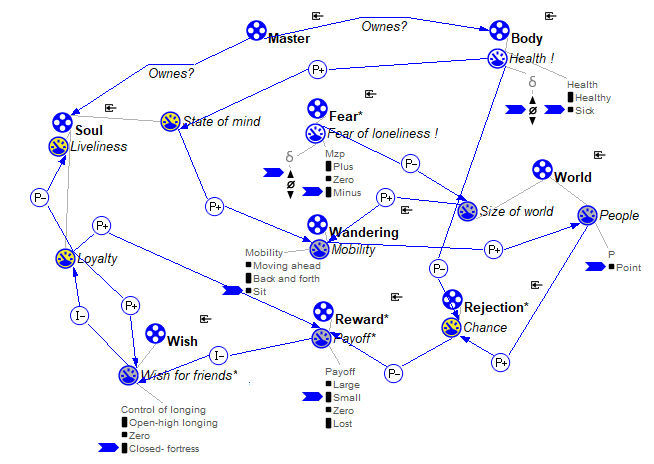 Ownes?
Master
Body
Health !
P+
Ownes?
δ
Health
Healthy
Sick
Soul
Liveliness
State of mind
Fear*
Fear of loneliness !
δ
Mzp
Plus
Zero
Minus
P–
World
P–
P+
P+
Size of world
People
Wandering
Mobility
P+
P+
Loyalty
Mobility
Moving ahead
Back and forth
Sit
P
Point
P–
P+
I–
Reward*
Payoff*
Rejection*
Chance
Wish
Wish for friends*
I–
P–
P+
Payoff
Large
Small
Zero
Lost
Control of longing
Open-high longing
Zero
Closed- fortress